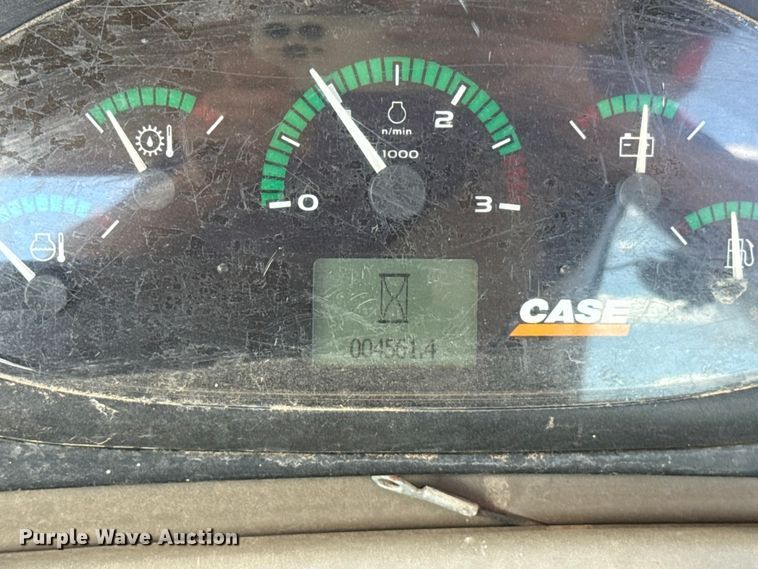 n/min
2
1000
0
3
CASE
004561.4
Purple Wave Auction